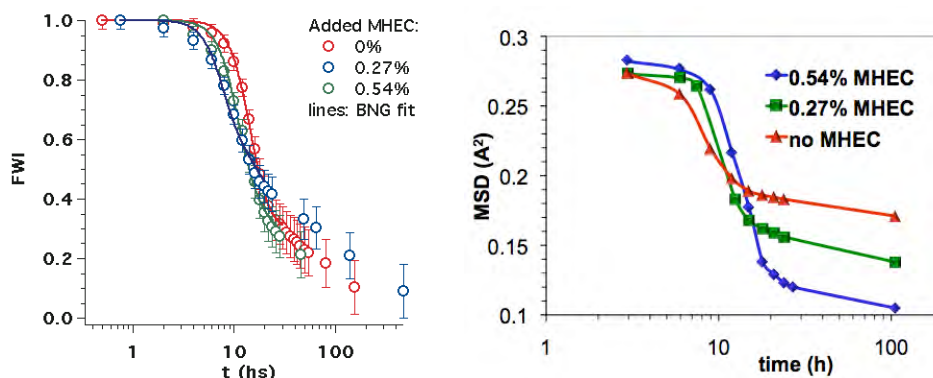 Added MHEC:
0%
0.27%
0.54%
lines: BNG fit
1.0
0.8
0.6
0.4
0.2
0.0
FWI
1
10
100
t (hs)
0.3
0.25
0.2
0.15
0.1
MSD (A²)
0.54% MHEC
0.27% MHEC
no MHEC
1
10
100
time (h)